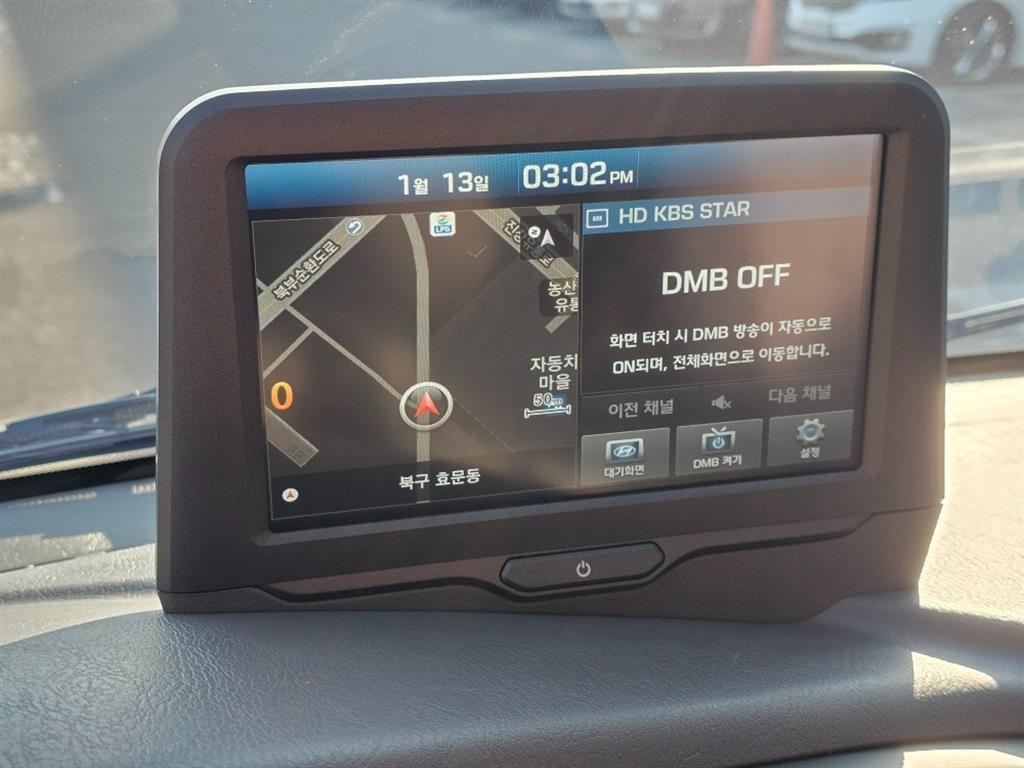 1월 13일 03:02 PM
LPG
북부순환도로
농산
유통
자동차
마을
50m
0
북구 효문동
HD KBS STAR
DMB OFF
화면 터치 시 DMB 방송이 자동으로
ON되며, 전체화면으로 이동합니다.
이전 채널
다음 채널
대기화면
DMB 켜기
설정